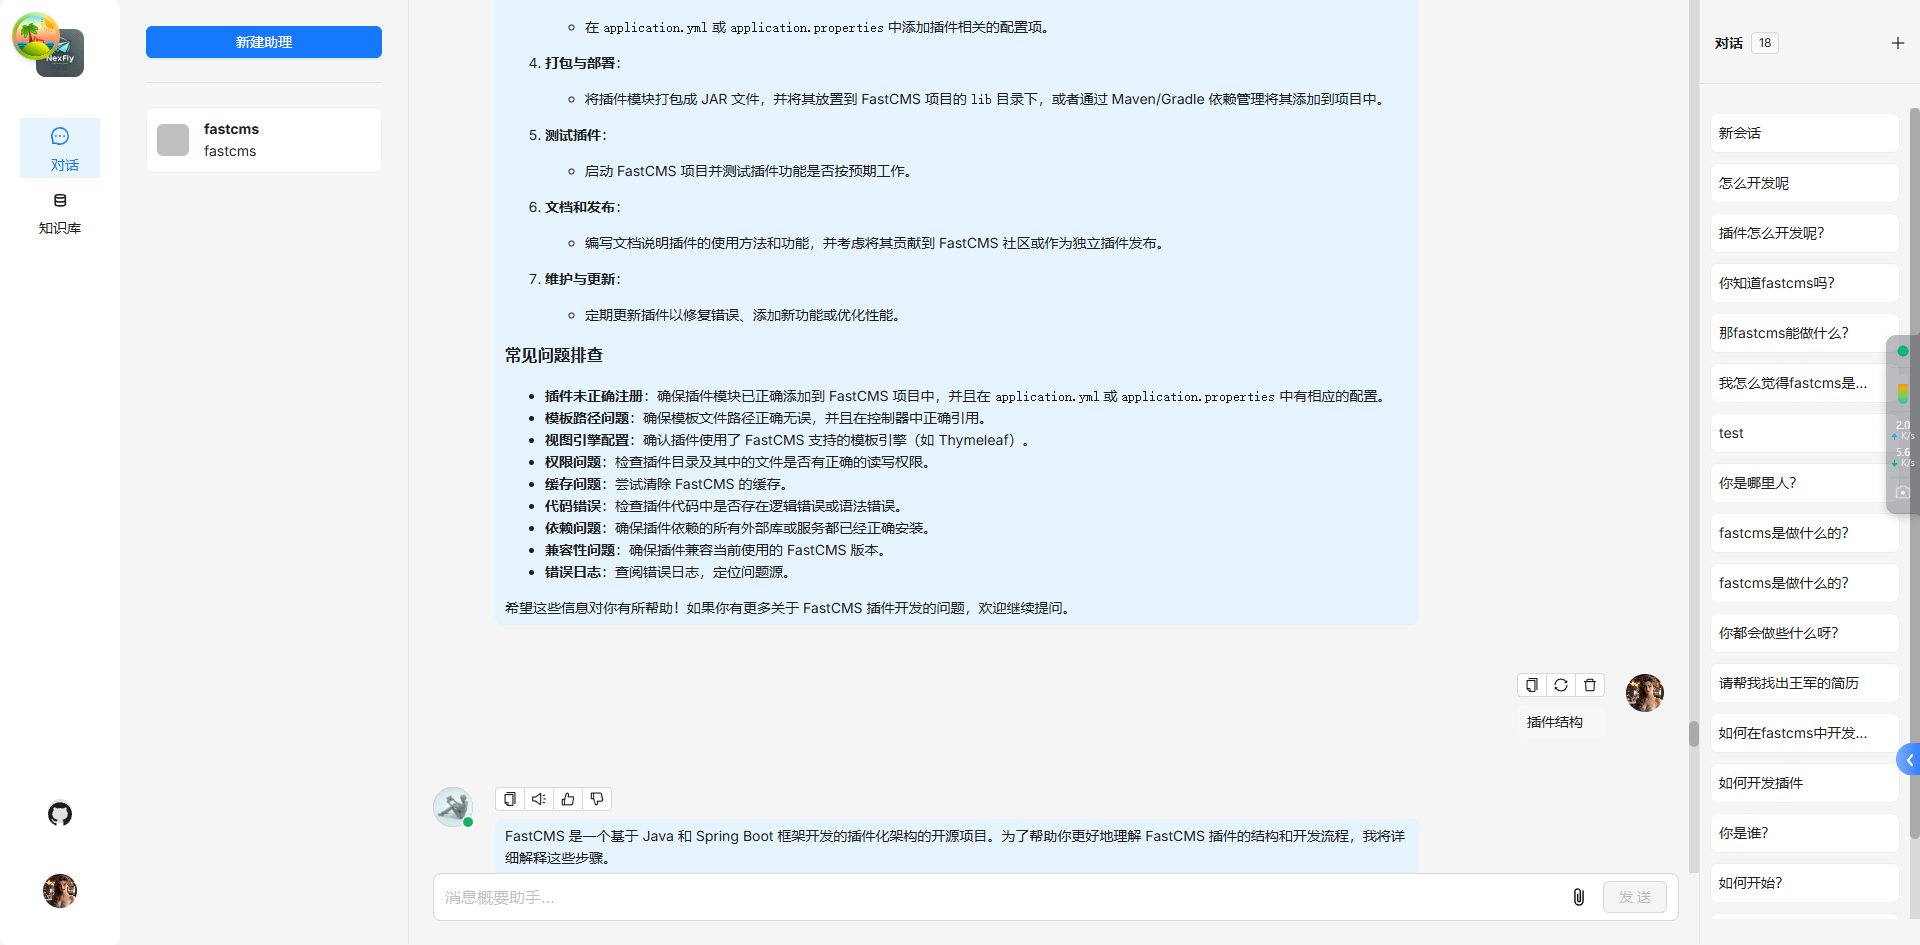 NexFly
对话
知识库
新建助理
fastcms
fastcms
在 application.yml 或 application.properties 中添加插件相关的配置项。
4. 打包与部署：
将插件模块打包成 JAR 文件，并将其放置到 FastCMS 项目的 lib 目录下，或者通过 Maven/Gradle 依赖管理将其添加到项目中。
5. 测试插件：
启动 FastCMS 项目并测试插件功能是否按预期工作。
6. 文档和发布：
编写文档说明插件的使用方法和功能，并考虑将其贡献到 FastCMS 社区或作为独立插件发布。
7. 维护与更新：
定期更新插件以修复错误、添加新功能或优化性能。
常见问题排查
插件未正确注册：确保插件模块已正确添加到 FastCMS 项目中，并且在 application.yml 或 application.properties 中有相应的配置。
模板路径问题：确保模板文件路径正确无误，并且在控制器中正确引用。
视图引擎配置：确认插件使用了 FastCMS 支持的模板引擎（如 Thymeleaf）。
权限问题：检查插件目录及其中的文件是否有正确的读写权限。
缓存问题：尝试清除 FastCMS 的缓存。
代码错误：检查插件代码中是否存在逻辑错误或语法错误。
依赖问题：确保插件依赖的所有外部库或服务都已经正确安装。
兼容性问题：确保插件兼容当前使用的 FastCMS 版本。
错误日志：查阅错误日志，定位问题源。
希望这些信息对你有所帮助！如果你有更多关于 FastCMS 插件开发的问题，欢迎继续提问。
插件结构
FastCMS 是一个基于 Java 和 Spring Boot 框架开发的插件化架构的开源项目。为了帮助你更好地理解 FastCMS 插件的结构和开发流程，我将
细解释这些步骤。
消息概要助手...
发 送
对话 18
新会话
怎么开发呢
插件怎么开发呢?
你知道fastcms吗?
那fastcms能做什么?
我怎么觉得fastcms是...
test
你是哪里人?
fastcms是做什么的?
fastcms是做什么的?
你都会做些什么呀?
请帮我找出王军的简历
如何在fastcms中开发...
如何开发插件
你是谁?
如何开始?
2.0
K/s
5.6
K/s